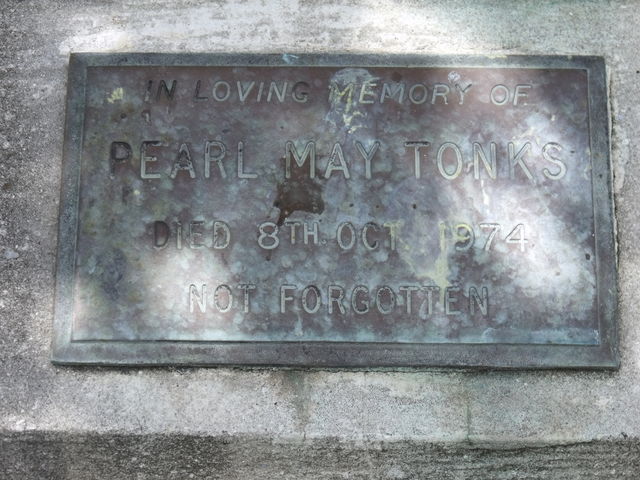 IN LOVING MEMORY OF
PEARL MAY TONKS
DIED 8TH OCT. 1974
NOT FORGOTTEN